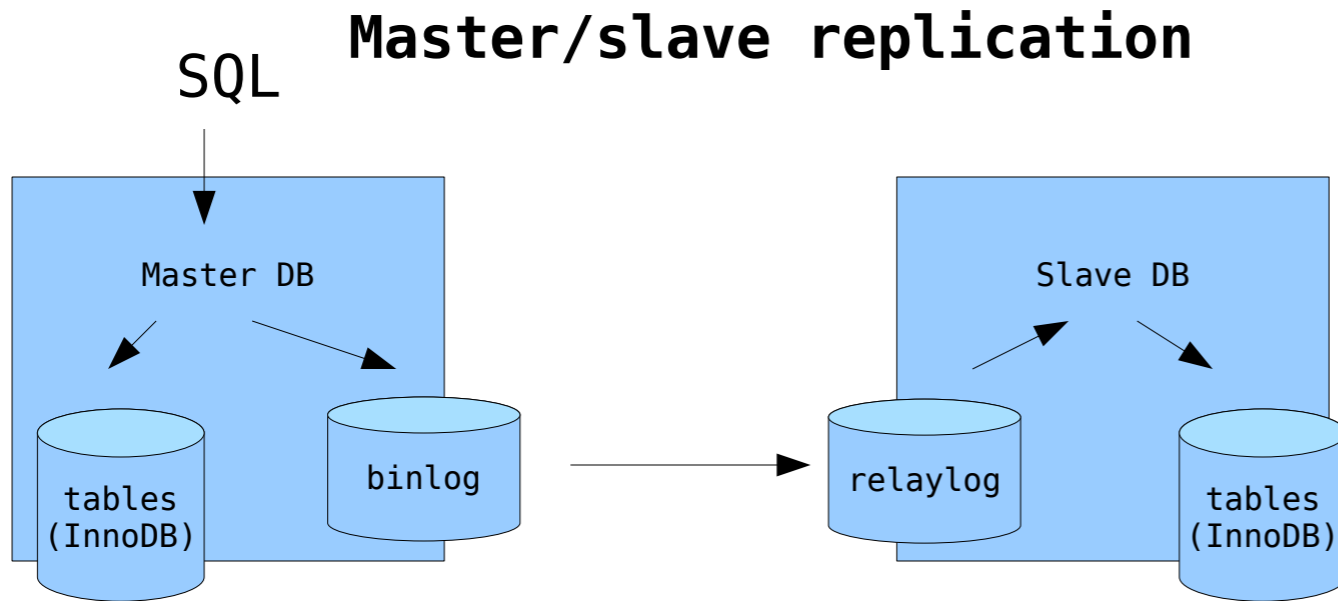 Master/slave replication
SQL
Master DB
Slave DB
tables
(InnoDB)
binlog
relaylog
tables
(InnoDB)